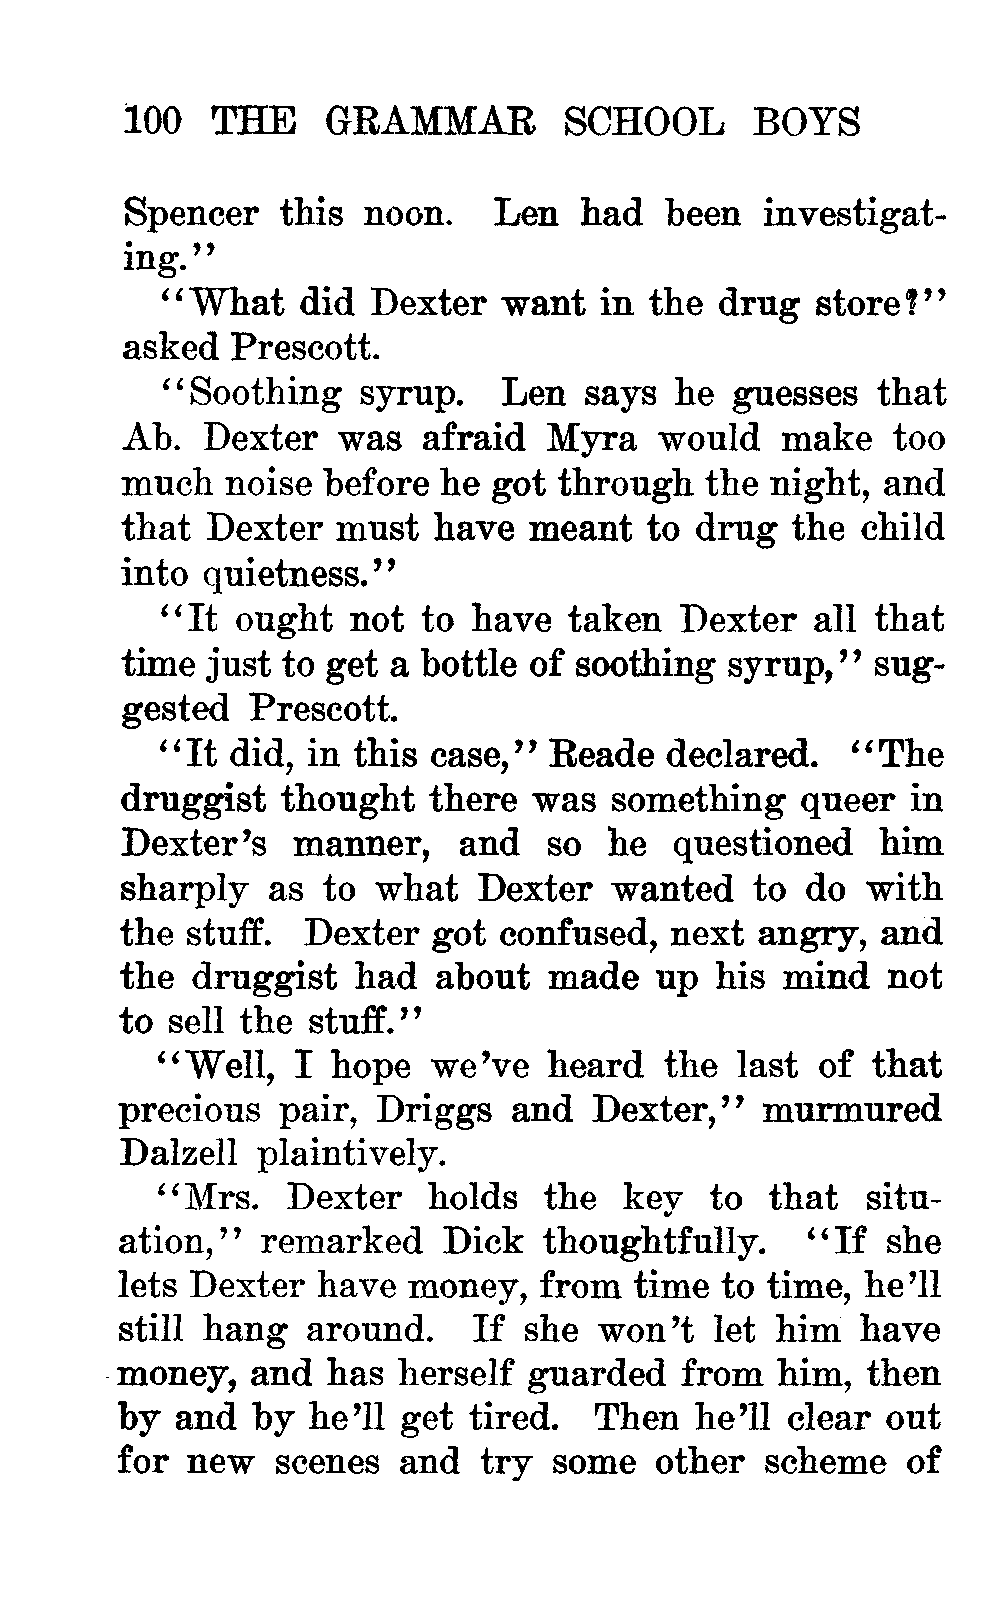 100 THE GRAMMAR SCHOOL BOYS
Spencer this noon. Len had been investigat-
ing.''
''What did Dexter want in the drug store?''
asked Prescott.
''Soothing syrup. Len says he guesses that
Ab. Dexter was afraid Myra would make too
much noise before he got through the night, and
that Dexter must have meant to drug the child
into quietness.''
''It ought not to have taken Dexter all that
time just to get a bottle of soothing syrup,'' sug-
gested Prescott.
''It did, in this case,'' Reade declared. ''The
druggist thought there was something queer in
Dexter's manner, and so he questioned him
sharply as to what Dexter wanted to do with
the stuff. Dexter got confused, next angry, and
the druggist had about made up his mind not
to sell the stuff.''
''Well, I hope we've heard the last of that
precious pair, Driggs and Dexter,'' murmured
Dalzell plaintively.
''Mrs. Dexter holds the key to that situ-
ation,'' remarked Dick thoughtfully. ''If she
lets Dexter have money, from time to time, he'll
still hang around. If she won't let him have
money, and has herself guarded from him, then
by and by he'll get tired. Then he'll clear out
for new scenes and try some other scheme of